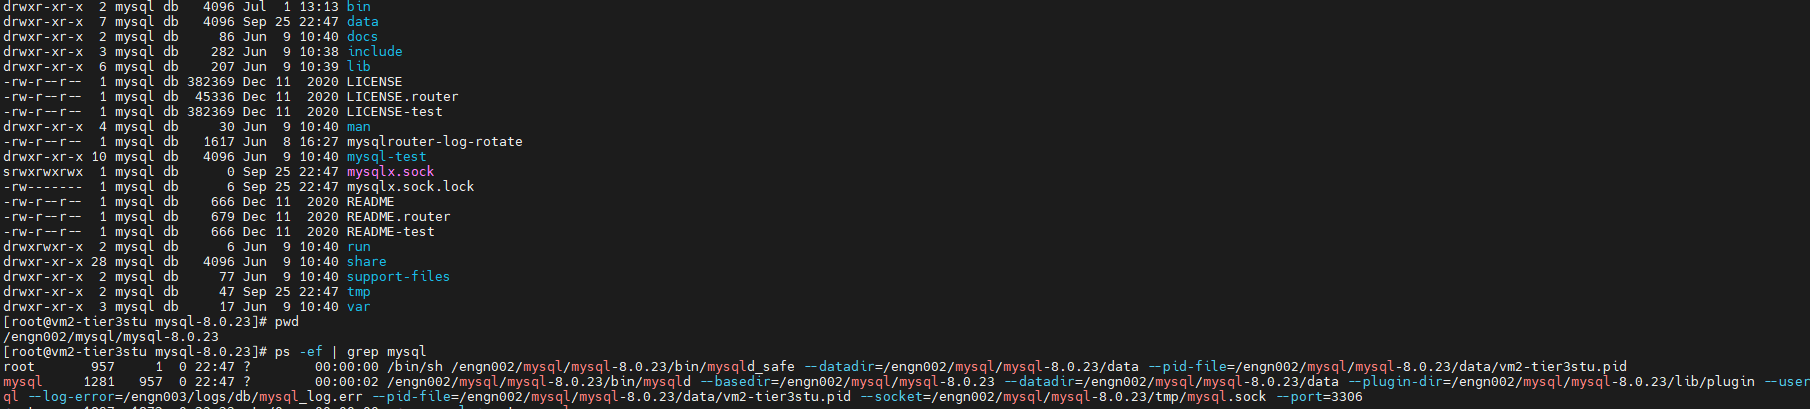 drwxr-xr-x  2 mysql db   4096 Jul  1 13:13 bin
drwxr-xr-x  7 mysql db   4096 Sep 25 22:47 data
drwxr-xr-x  2 mysql db     86 Jun  9 10:40 docs
drwxr-xr-x  3 mysql db    282 Jun  9 10:38 include
drwxr-xr-x  6 mysql db    207 Jun  9 10:39 lib
-rw-r--r--  1 mysql db 382369 Dec 11  2020 LICENSE
-rw-r--r--  1 mysql db  45336 Dec 11  2020 LICENSE.router
-rw-r--r--  1 mysql db 382369 Dec 11  2020 LICENSE-test
drwxr-xr-x  4 mysql db     30 Jun  9 10:40 man
-rw-r--r--  1 mysql db   1617 Jun  8 16:27 mysqlrouter-log-rotate
drwxr-xr-x 10 mysql db   4096 Jun  9 10:40 mysql-test
srwxrwxrwx  1 mysql db      0 Sep 25 22:47 mysqlx.sock
-rw-------  1 mysql db      6 Sep 25 22:47 mysqlx.sock.lock
-rw-r--r--  1 mysql db    666 Dec 11  2020 README
-rw-r--r--  1 mysql db    679 Dec 11  2020 README.router
-rw-r--r--  1 mysql db    666 Dec 11  2020 README-test
drwxrwxr-x  2 mysql db      6 Jun  9 10:40 run
drwxr-xr-x 28 mysql db   4096 Jun  9 10:40 share
drwxr-xr-x  2 mysql db     77 Jun  9 10:40 support-files
drwxr-xr-x  2 mysql db     47 Sep 25 22:47 tmp
drwxr-xr-x  3 mysql db     17 Jun  9 10:40 var
[root@vm2-tier3stu mysql-8.0.23]# pwd
/engn002/mysql/mysql-8.0.23
[root@vm2-tier3stu mysql-8.0.23]# ps -ef | grep mysql
root       957     1  0 22:47 ?        00:00:00 /bin/sh /engn002/mysql/mysql-8.0.23/bin/mysqld_safe --datadir=/engn002/mysql/mysql-8.0.23/data --pid-file=/engn002/mysql/mysql-8.0.23/data/vm2-tier3stu.pid
mysql     1281   957  0 22:47 ?        00:00:02 /engn002/mysql/mysql-8.0.23/bin/mysqld --basedir=/engn002/mysql/mysql-8.0.23 --datadir=/engn002/mysql/mysql-8.0.23/data --plugin-dir=/engn002/mysql/mysql-8.0.23/lib/plugin --user
ql --log-error=/engn003/logs/db/mysql_log.err --pid-file=/engn002/mysql/mysql-8.0.23/data/vm2-tier3stu.pid --socket=/engn002/mysql/mysql-8.0.23/tmp/mysql.sock --port=3306